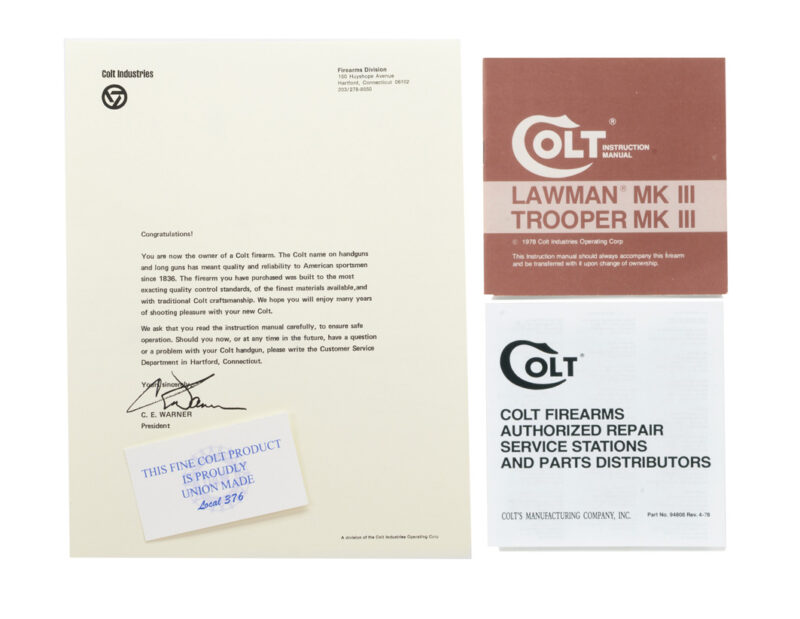 Colt Industries
Firearms Division
150 Huyshope Avenue
Hartford, Connecticut 06102
203/278-8550
Congratulations!
You are now the owner of a Colt firearm. The Colt name on handguns
and long guns has meant quality and reliability to American sportsmen
since 1836. The firearm you have purchased was built to the most
exacting quality control standards, of the finest materials available,and
with traditional Colt craftsmanship. We hope you will enjoy many years
of shooting pleasure with your new Colt.
We ask that you read the instruction manual carefully, to ensure safe
operation. Should you now, or at any time in the future, have a question
or a problem with your Colt handgun, please write the Customer Service
Department in Hartford, Connecticut.
Yours sincerely,
C. E. WARNER
President
THIS FINE COLT PRODUCT
IS PROUDLY
UNION MADE
Local 376
A division of the Colt Industries Operating Corp
COLT®
INSTRUCTION
MANUAL
LAWMAN® MK III
TROOPER MK III
© 1978 Colt Industries Operating Corp
This Instruction manual should always accompany this firearm
and be transferred with it upon change of ownership.
COLT®
COLT FIREARMS
AUTHORIZED REPAIR
SERVICE STATIONS
AND PARTS DISTRIBUTORS
COLT'S MANUFACTURING COMPANY, INC.
Part No. 94808 Rev. 4-78